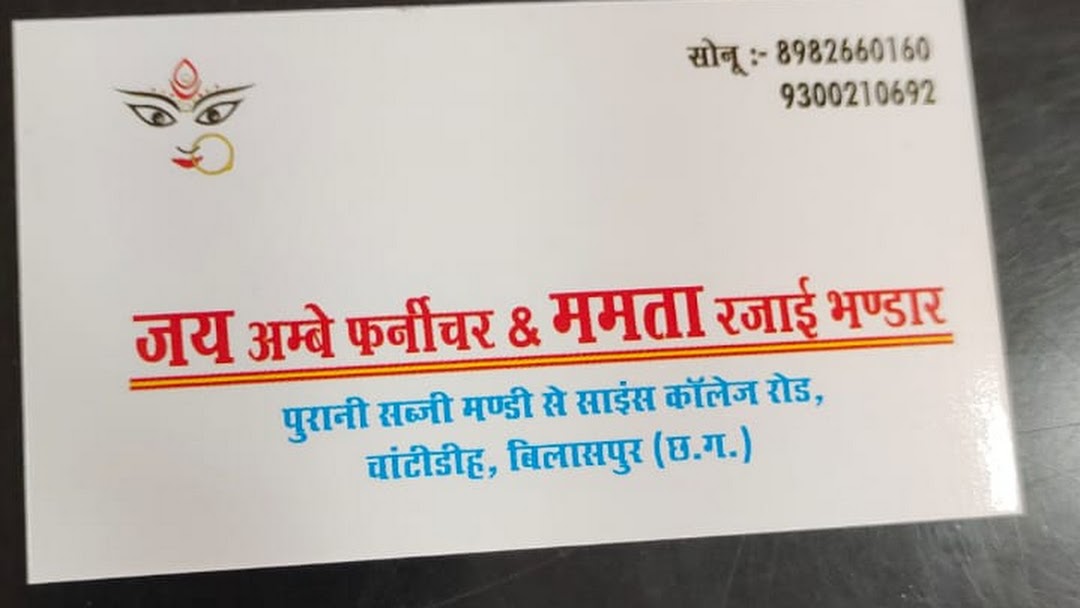 सोनू :- 8982660160
9300210692
जय अम्बे फर्नीचर & ममता रजाई भण्डार
पुरानी सब्जी मण्डी से साइंस कॉलेज रोड,
चांटीडीह, बिलासपुर (छ.ग.)